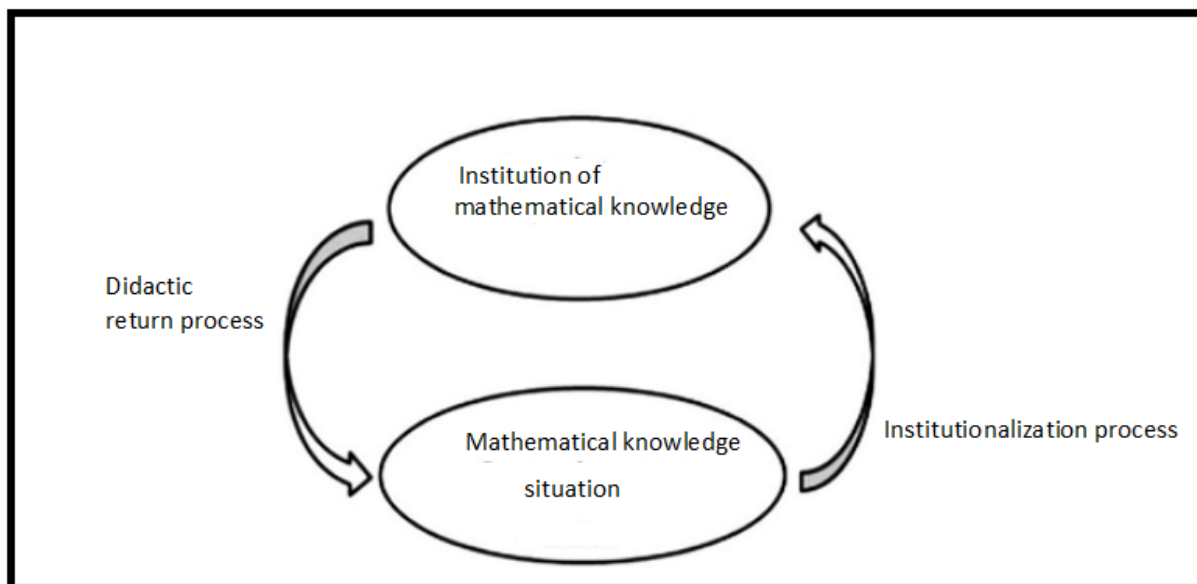 Institution of
mathematical knowledge
Didactic
return process
Mathematical knowledge
situation
Institutionalization process